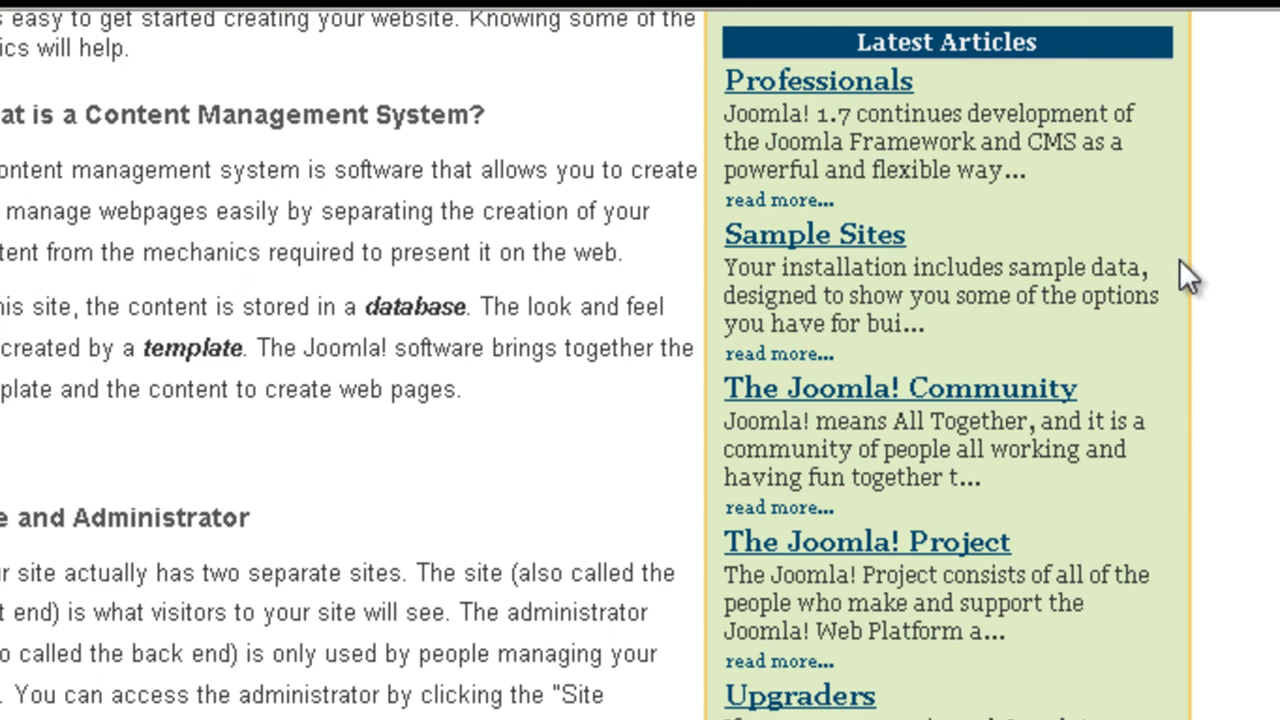 s easy to get started creating your website. Knowing some of the
ics will help.
at is a Content Management System?
ontent management system is software that allows you to create
manage webpages easily by separating the creation of your
tent from the mechanics required to present it on the web.
his site, the content is stored in a database. The look and feel
created by a template. The Joomla! software brings together the
plate and the content to create web pages.
e and Administrator
r site actually has two separate sites. The site (also called the
t end) is what visitors to your site will see. The administrator
o called the back end) is only used by people managing your
. You can access the administrator by clicking the "Site
Latest Articles
Professionals
Joomla! 1.7 continues development of
the Joomla Framework and CMS as a
powerful and flexible way...
read more...
Sample Sites
Your installation includes sample data,
designed to show you some of the options
you have for bui...
read more...
The Joomla! Community
Joomla! means All Together, and it is a
community of people all working and
having fun together t...
read more...
The Joomla! Project
The Joomla! Project consists of all of the
people who make and support the
Joomla! Web Platform a...
read more...
Upgraders